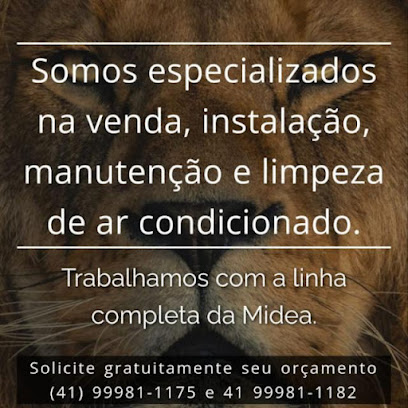 Somos especializados
na venda, instalação,
manutenção e limpeza
de ar condicionado.
Trabalhamos com a linha
completa da Midea.
Solicite gratuitamente seu orçamento
(41) 99981-1175 e 41 99981-1182